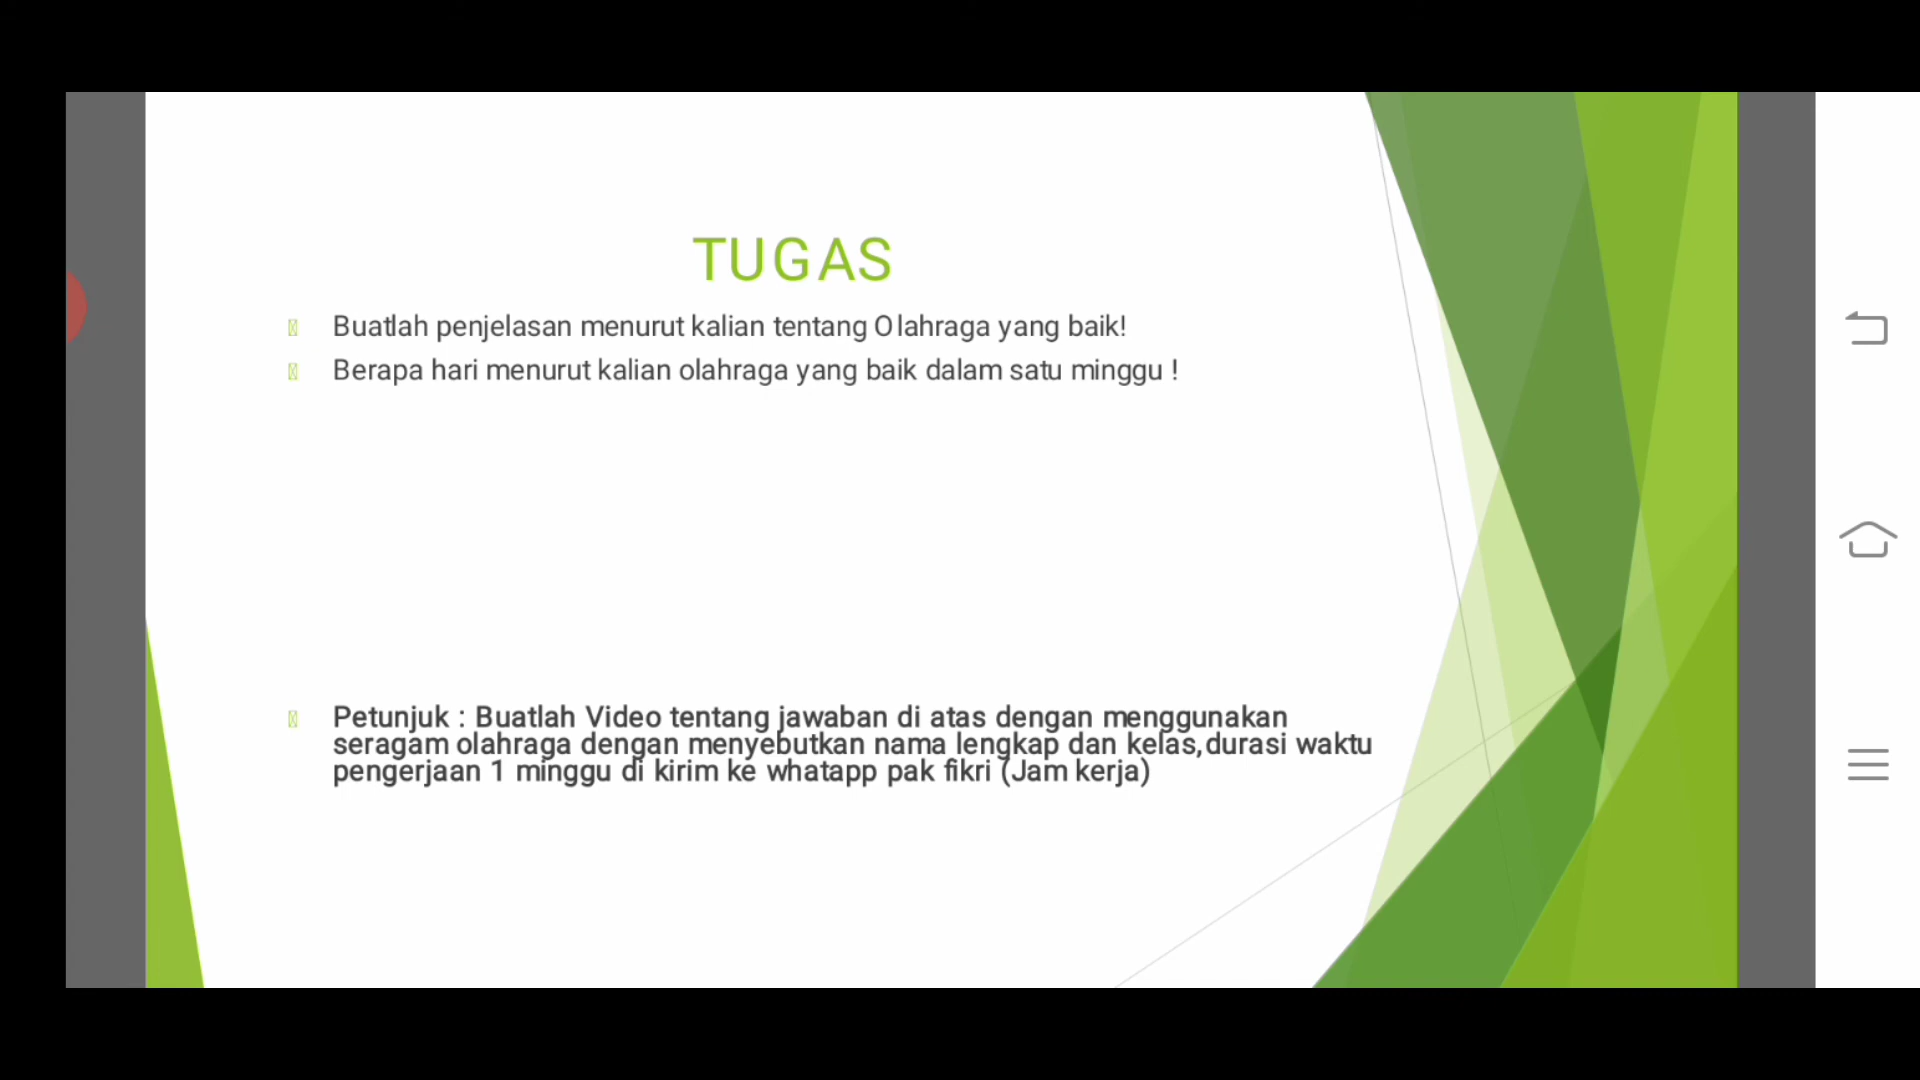 TUGAS
Buatlah penjelasan menurut kalian tentang Olahraga yang baik!
Berapa hari menurut kalian olahraga yang baik dalam satu minggu !
Petunjuk : Buatlah Video tentang jawaban di atas dengan menggunakan
seragam olahraga dengan menyebutkan nama lengkap dan kelas,durasi waktu
pengerjaan 1 minggu di kirim ke whatapp pak fikri (Jam kerja)